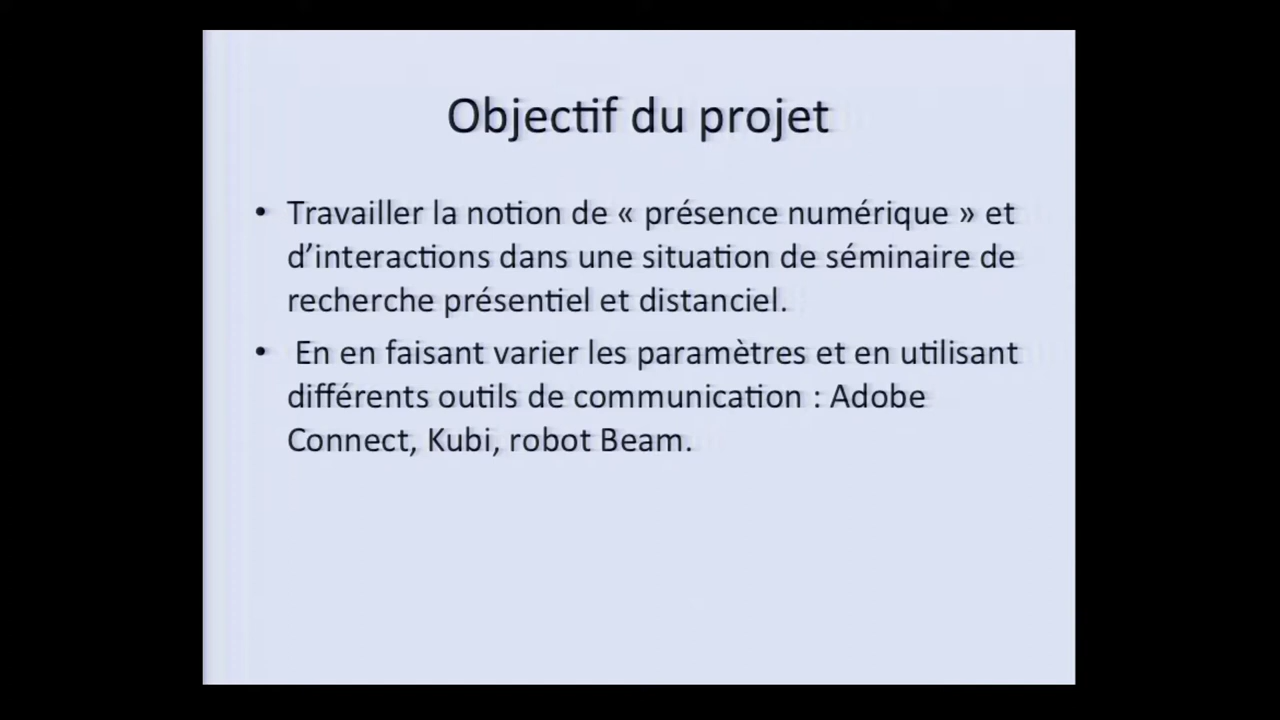 Objectif du projet
• Travailler la notion de « présence numérique » et
d’interactions dans une situation de séminaire de
recherche présentiel et distanciel.
• En en faisant varier les paramètres et en utilisant
différents outils de communication : Adobe
Connect, Kubi, robot Beam.